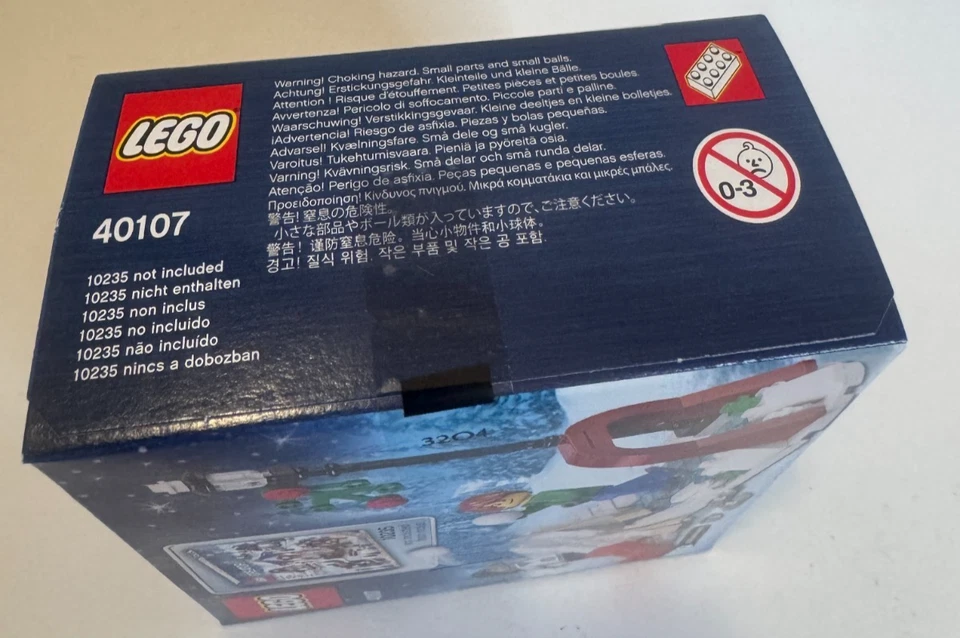 LEGO
40107
10235 not included
10235 nicht enthalten
10235 non inclus
10235 no incluido
10235 não incluído
10235 nincs a dobozban
Warning! Choking hazard. Small parts and small balls.
Achtung! Erstickungsgefahr. Kleinteile und kleine Bälle.
Attention ! Risque d'étouffement. Petites pièces et petites boules.
Avvertenza! Pericolo di soffocamento. Piccole parti e palline.
Waarschuwing! Verstikkingsgevaar. Kleine deeltjes en kleine bolletjes.
¡Advertencia! Riesgo de asfixia. Piezas y bolas pequeñas.
Advarsel! Kvælningsfare. Små dele og små kugler.
Varoitus! Tukehtumisvaara. Pieniä ja pyöreitä osia.
Varning! Kvävningsrisk. Små delar och små runda delar.
Atenção! Perigo de asfixia. Peças pequenas e pequenas esferas.
Προειδοποίηση! Κίνδυνος πνιγμού. Μικρά κομματάκια και μικρές μπάλες.
警告! 窒息の危険性。
小さな部品やボール類が入っていますので、ご注意ください。
警告! 谨防窒息危险。当心小物件和小球体。
경고! 질식 위험. 작은 부품 및 작은 공 포함.
0-3
3204
10235
LEGO